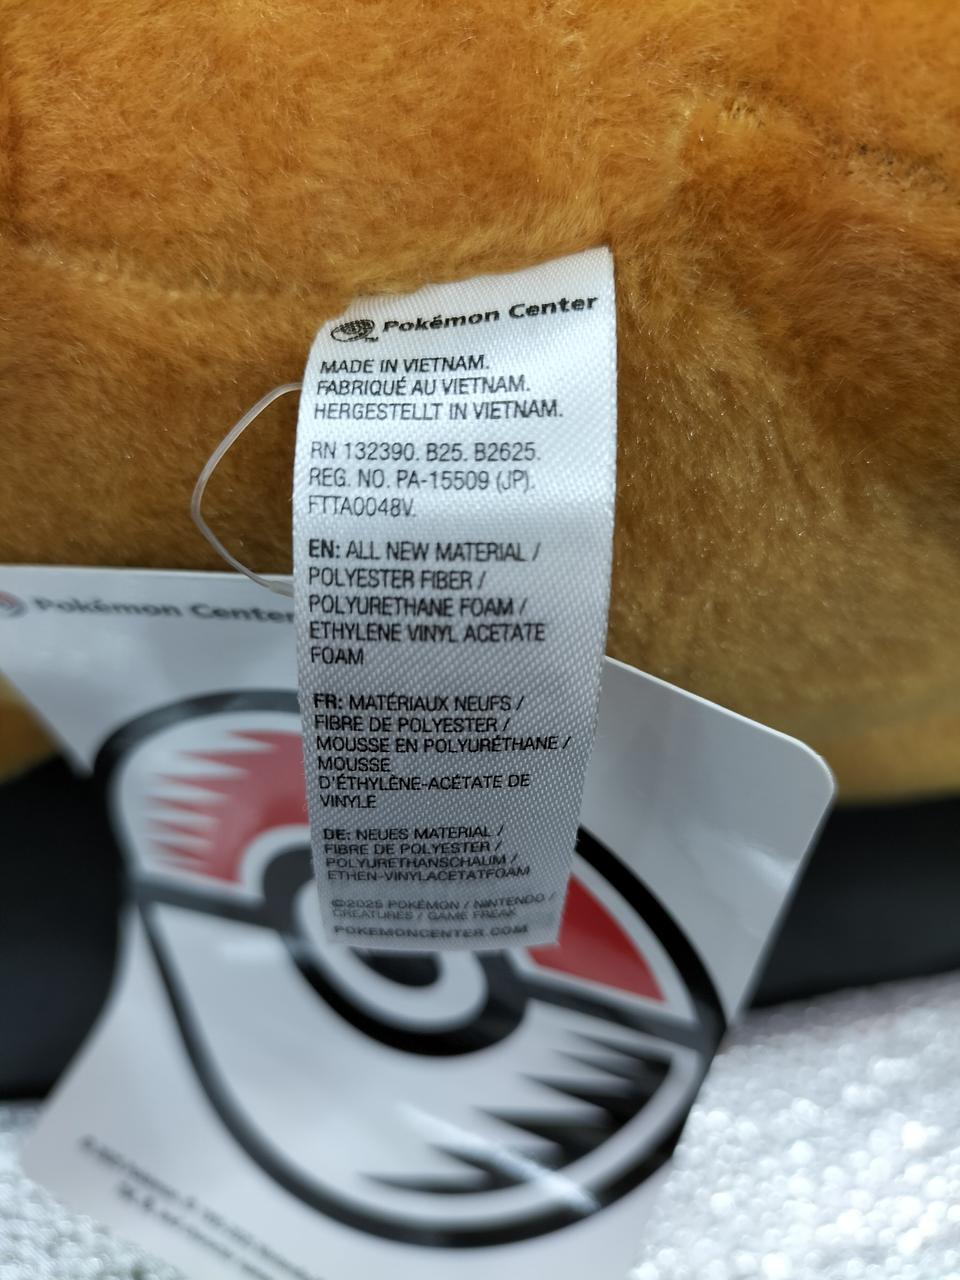 Pokémon Center
TM
MADE IN VIETNAM.
FABRIQUÉ AU VIETNAM.
HERGESTELLT IN VIETNAM.
RN 132390. B25. B2625.
REG. NO. PA-15509 (JP).
FTTA0048V.
EN: ALL NEW MATERIAL /
POLYESTER FIBER /
POLYURETHANE FOAM /
ETHYLENE VINYL ACETATE
FOAM
FR: MATÉRIAUX NEUFS /
FIBRE DE POLYESTER /
MOUSSE EN POLYURÉTHANE /
MOUSSE
D'ÉTHYLÈNE-ACÉTATE DE
VINYLE
DE: NEUES MATERIAL /
FIBRE DE POLYESTER /
POLYURETHANSCHAUM /
ETHEN-VINYLACETATFOAM
©2025 POKÉMON / NINTENDO /
CREATURES / GAME FREAK
POKEMONCENTER.COM
Pokémon Center